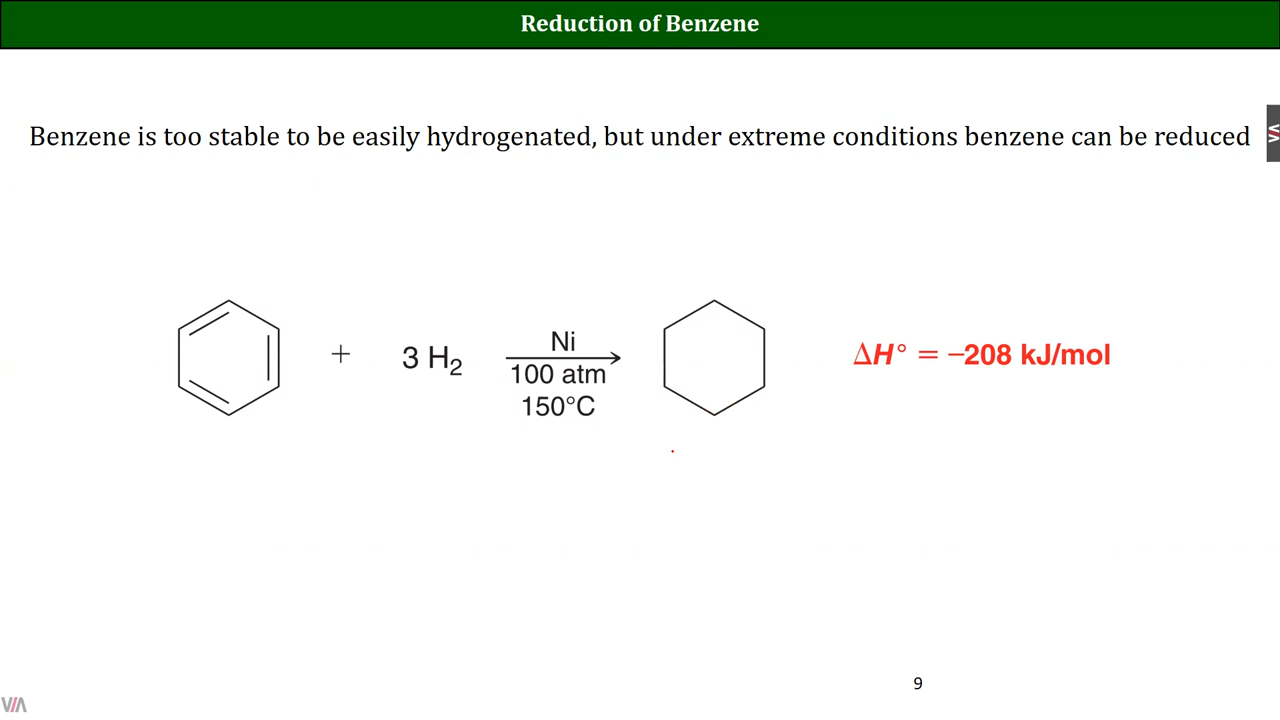 Reduction of Benzene
Benzene is too stable to be easily hydrogenated, but under extreme conditions benzene can be reduced
+ 3 H₂ Ni ΔH° = –208 kJ/mol
100 atm
150°C
9
VIA